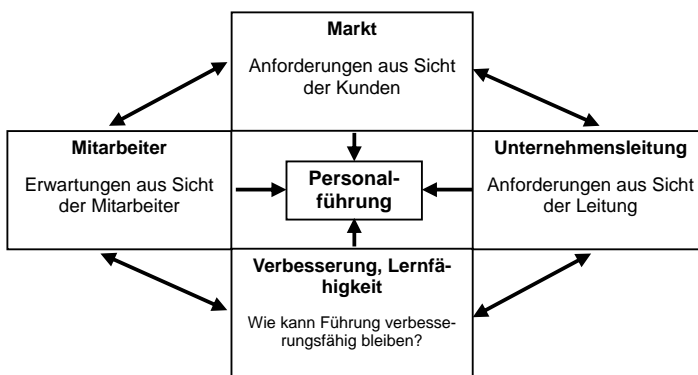 Markt
Anforderungen aus Sicht
der Kunden
Mitarbeiter
Erwartungen aus Sicht
der Mitarbeiter
Personal-
führung
Unternehmensleitung
Anforderungen aus Sicht
der Leitung
Verbesserung, Lernfä-
higkeit
Wie kann Führung verbesse-
rungsfähig bleiben?